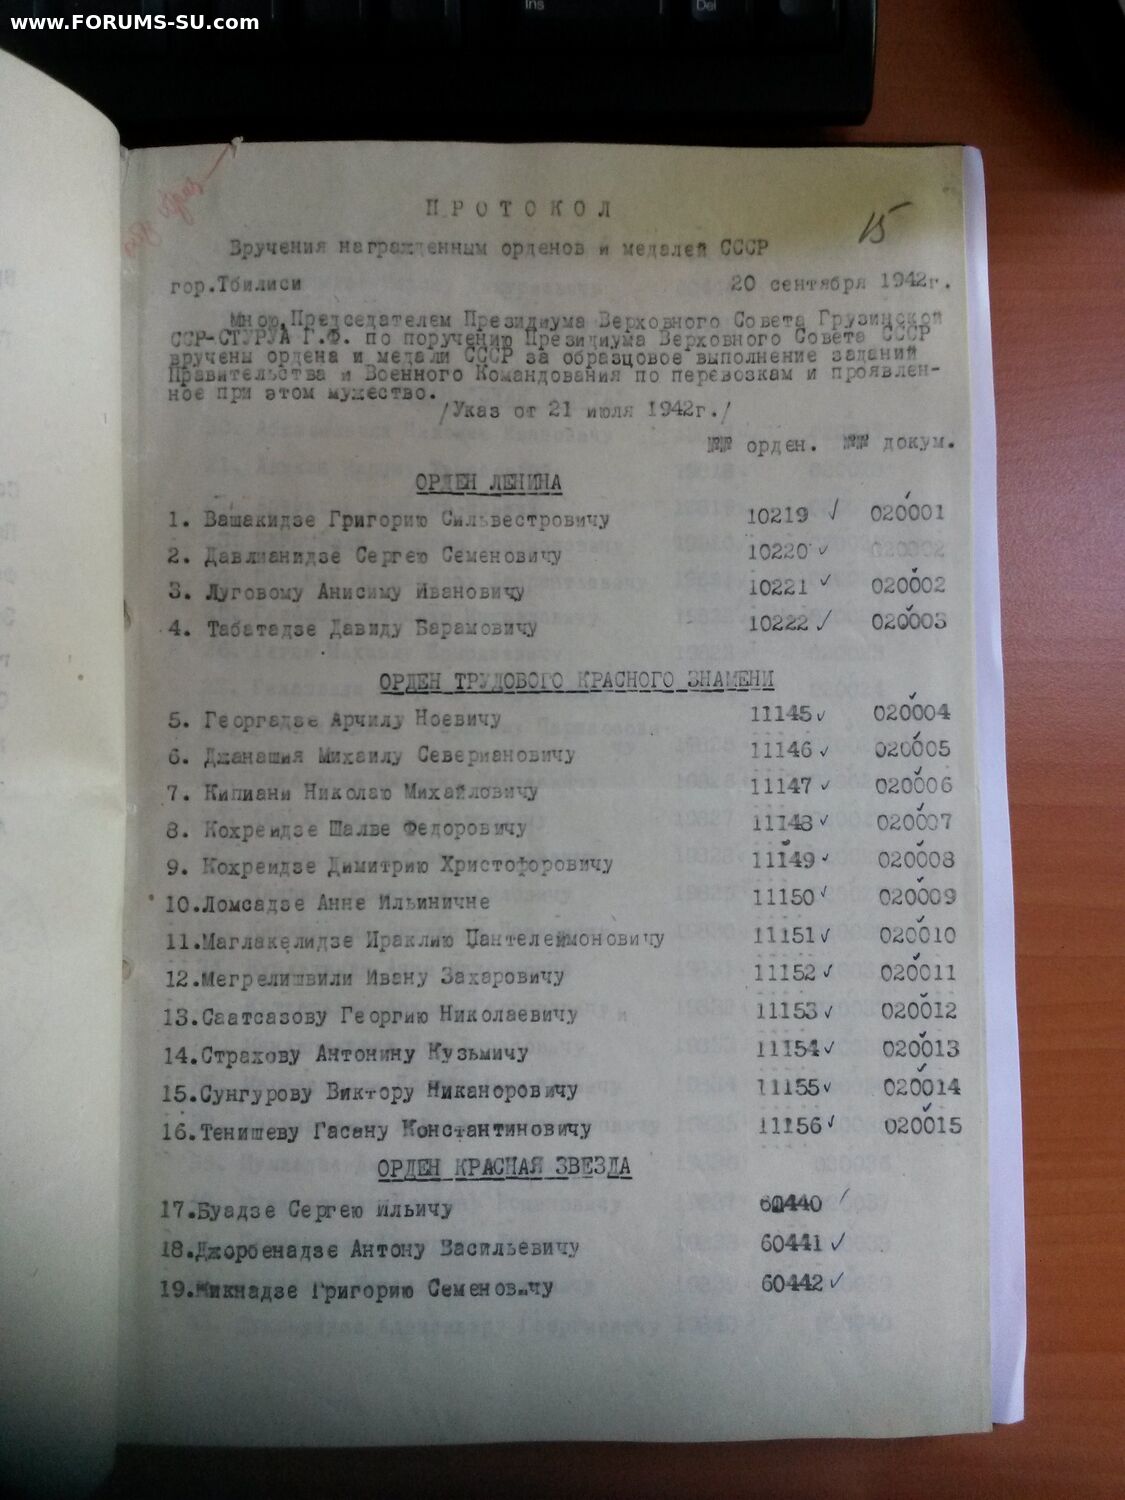 www.FORUMS-SU.com
Ins
Del
15
ПРОТОКОЛ
Вручения награжденным орденов и медалей СССР
гор.Тбилиси 20 сентября 1942г.
Мною,Председателем Президиума Верховного Совета Грузинской
ССР-СТУРУА Г.Ф. по поручению Президиума Верховного Совета СССР
вручены ордена и медали СССР за образцовое выполнение заданий
Правительства и Военного Командования по перевозкам и проявлен-
ное при этом мужество.
/Указ от 21 июля 1942г./
№№ орден. №№ докум.
ОРДЕН ЛЕНИНА
1. Вашакидзе Григорию Сильвестровичу 10219 ✓ 020001
2. Давлианидзе Сергею Семеновичу 10220 ✓
3. Луговому Анисиму Ивановичу 10221 ✓ 020002
4. Табатадзе Давиду Барамовичу 10222 ✓ 020003
ОРДЕН ТРУДОВОГО КРАСНОГО ЗНАМЕНИ
5. Георгадзе Арчилу Ноевичу 11145 ✓ 020004
6. Джанашия Михаилу Севериановичу 11146 ✓ 020005
7. Кипиани Николаю Михайловичу 11147 ✓ 020006
8. Кохреидзе Шалве Федоровичу 11148 ✓ 020007
9. Кохреидзе Димитрию Христофоровичу 11149 ✓ 020008
10.Ломсадзе Анне Ильиничне 11150 ✓ 020009
11.Маглакелидзе Ираклию Пантелеймоновичу 11151 ✓ 020010
12.Мегрелишвили Ивану Захаровичу 11152 ✓ 020011
13.Саатсазову Георгию Николаевичу 11153 ✓ 020012
14.Страхову Антонину Кузьмичу 11154 ✓ 020013
15.Сунгурову Виктору Никаноровичу 11155 ✓ 020014
16.Тенишеву Гасану Константиновичу 11156 ✓ 020015
ОРДЕН КРАСНАЯ ЗВЕЗДА
17.Буадзе Сергею Ильичу 60440 ✓
18.Джорбенадзе Антону Васильевичу 60441 ✓
19.Микнадзе Григорию Семеновичу 60442 ✓